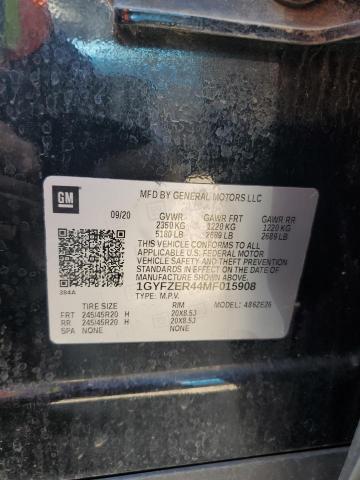 GM
MFD BY GENERAL MOTORS LLC
09/20 GVWR GAWR FRT GAWR RR
2350 KG 1220 KG 1220 KG
5180 LB 2689 LB 2689 LB
THIS VEHICLE CONFORMS TO ALL
APPLICABLE U.S. FEDERAL MOTOR
VEHICLE SAFETY AND THEFT PREVENTION
STANDARDS IN EFFECT ON THE DATE OF
MANUFACTURE SHOWN ABOVE.
1GYFZER44MF015908
384A TYPE: M.P.V. MODEL: 4862E26
TIRE SIZE RIM
FRT 245/45R20 H 20X8.5J
RR 245/45R20 H 20X8.5J
SPA NONE NONE